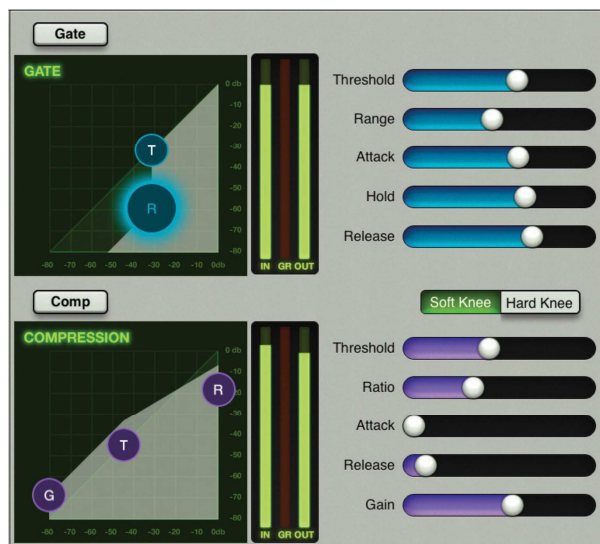 Gate
GATE
0 db
-10
-20
-30
-40
-50
-60
-70
-80
T
R
-80 -70 -60 -50 -40 -30 -20 -10 0db
IN GR OUT
Threshold
Range
Attack
Hold
Release
Comp
COMPRESSION
0 db
-10
-20
-30
-40
-50
-60
-70
-80
R
T
G
-80 -70 -60 -50 -40 -30 -20 -10 0db
IN GR OUT
Soft Knee Hard Knee
Threshold
Ratio
Attack
Release
Gain